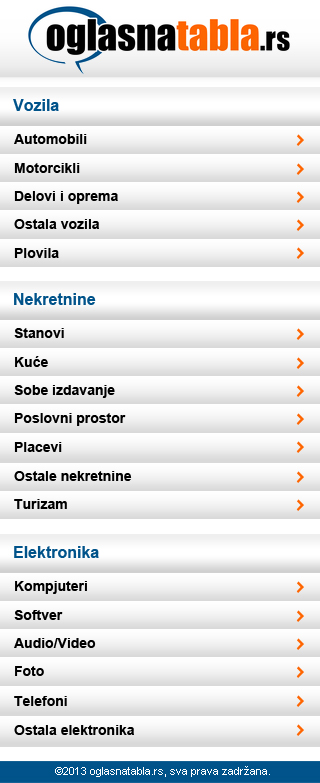 oglasnatabla.rs
Vozila
Automobili
Motorcikli
Delovi i oprema
Ostala vozila
Plovila
Nekretnine
Stanovi
Kuće
Sobe izdavanje
Poslovni prostor
Placevi
Ostale nekretnine
Turizam
Elektronika
Kompjuteri
Softver
Audio/Video
Foto
Telefoni
Ostala elektronika
©2013 oglasnatabla.rs, sva prava zadržana.